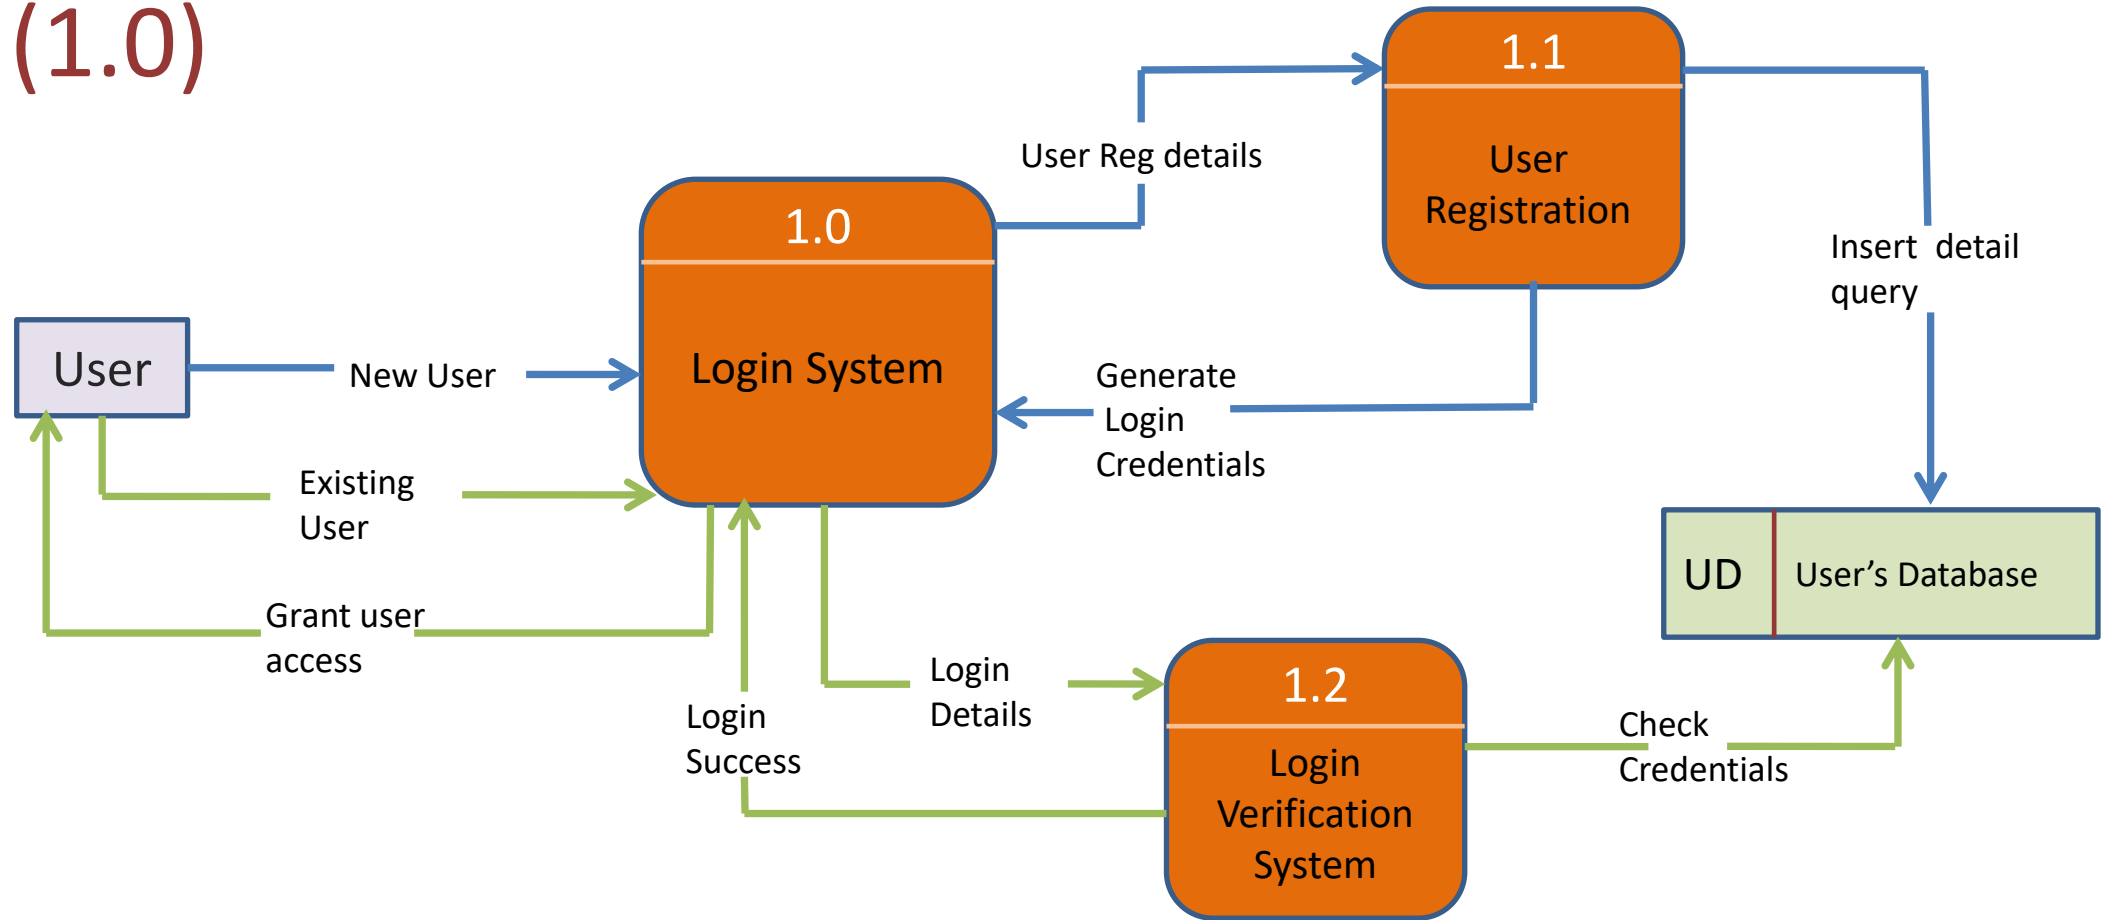 (1.0)
1.1
User
Registration
User Reg details
1.0
Login System
Insert detail
query
User
New User
Generate
Login
Credentials
Existing
User
Grant user
access
Login
Success
Login
Details
1.2
Login
Verification
System
Check
Credentials
UD
User’s Database